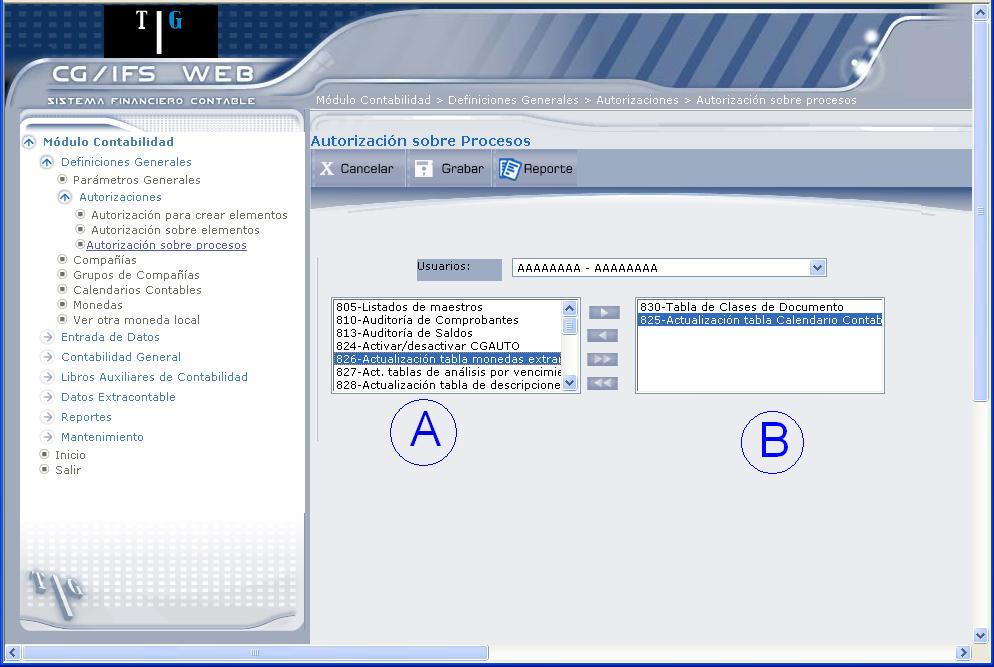 T G
CG/IFS WEB
SISTEMA FINANCIERO CONTABLE
Módulo Contabilidad > Definiciones Generales > Autorizaciones > Autorización sobre procesos
Módulo Contabilidad
Definiciones Generales
Parámetros Generales
Autorizaciones
Autorización para crear elementos
Autorización sobre elementos
Autorización sobre procesos
Compañías
Grupos de Compañías
Calendarios Contables
Monedas
Ver otra moneda local
Entrada de Datos
Contabilidad General
Libros Auxiliares de Contabilidad
Datos Extracontable
Reportes
Mantenimiento
Inicio
Salir
TG
Autorización sobre Procesos
X Cancelar Grabar Reporte
Usuarios: AAAAAAAA - AAAAAAAA
805-Listados de maestros
810-Auditoría de Comprobantes
813-Auditoría de Saldos
824-Activar/desactivar CGAUTO
826-Actualización tabla monedas extra
827-Act. tablas de análisis por vencimie
828-Actualización tabla de descripcione
830-Tabla de Clases de Documento
825-Actualización tabla Calendario Contab
A
B